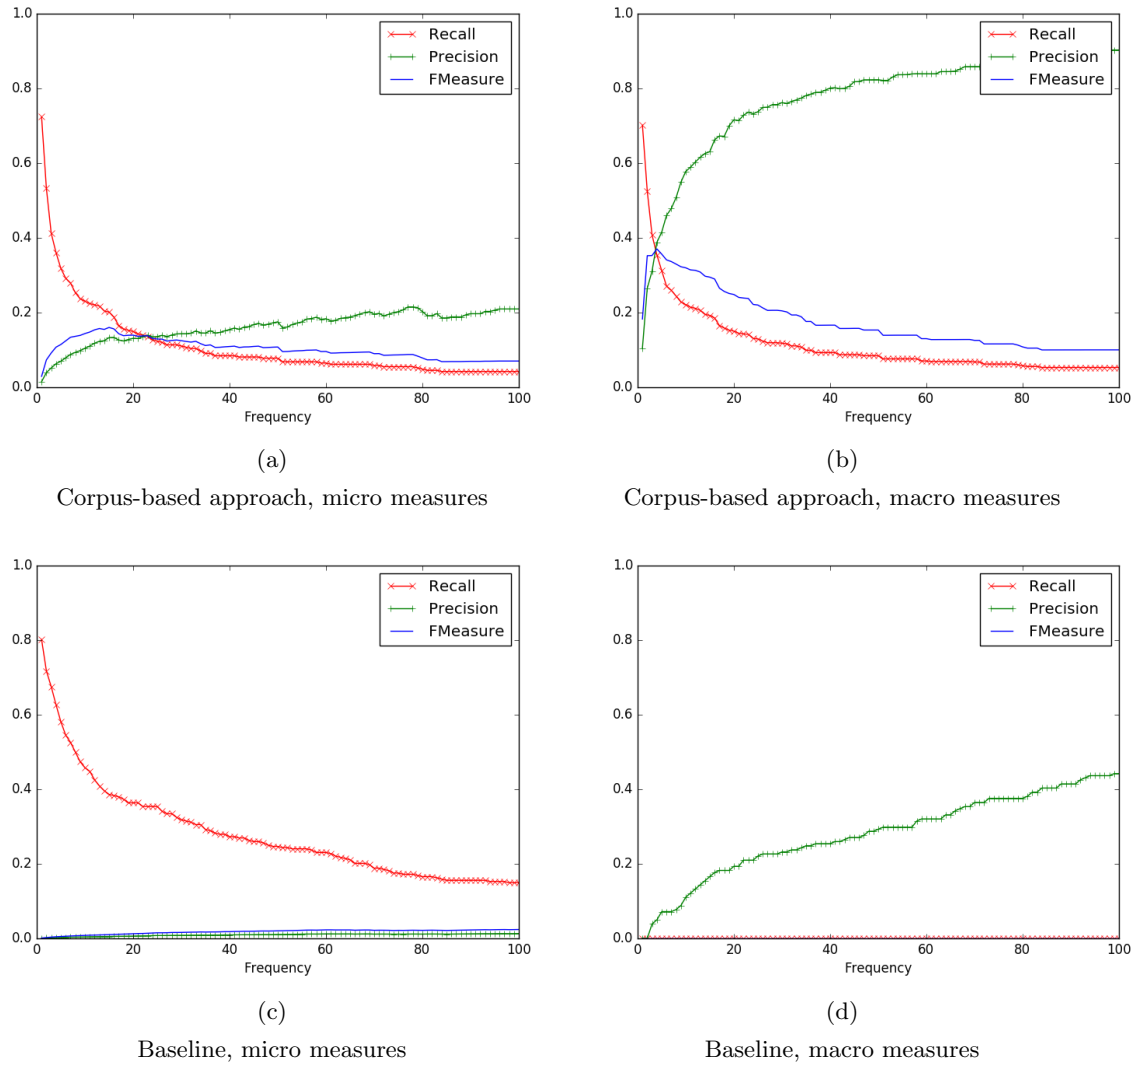 1.0
0.8
0.6
0.4
0.2
0.0
0 20 40 60 80 100
Frequency
Recall
Precision
FMeasure
(a)
Corpus-based approach, micro measures
1.0
0.8
0.6
0.4
0.2
0.0
0 20 40 60 80 100
Frequency
Recall
Precision
FMeasure
(b)
Corpus-based approach, macro measures
1.0
0.8
0.6
0.4
0.2
0.0
0 20 40 60 80 100
Frequency
Recall
Precision
FMeasure
(c)
Baseline, micro measures
1.0
0.8
0.6
0.4
0.2
0.0
0 20 40 60 80 100
Frequency
Recall
Precision
FMeasure
(d)
Baseline, macro measures